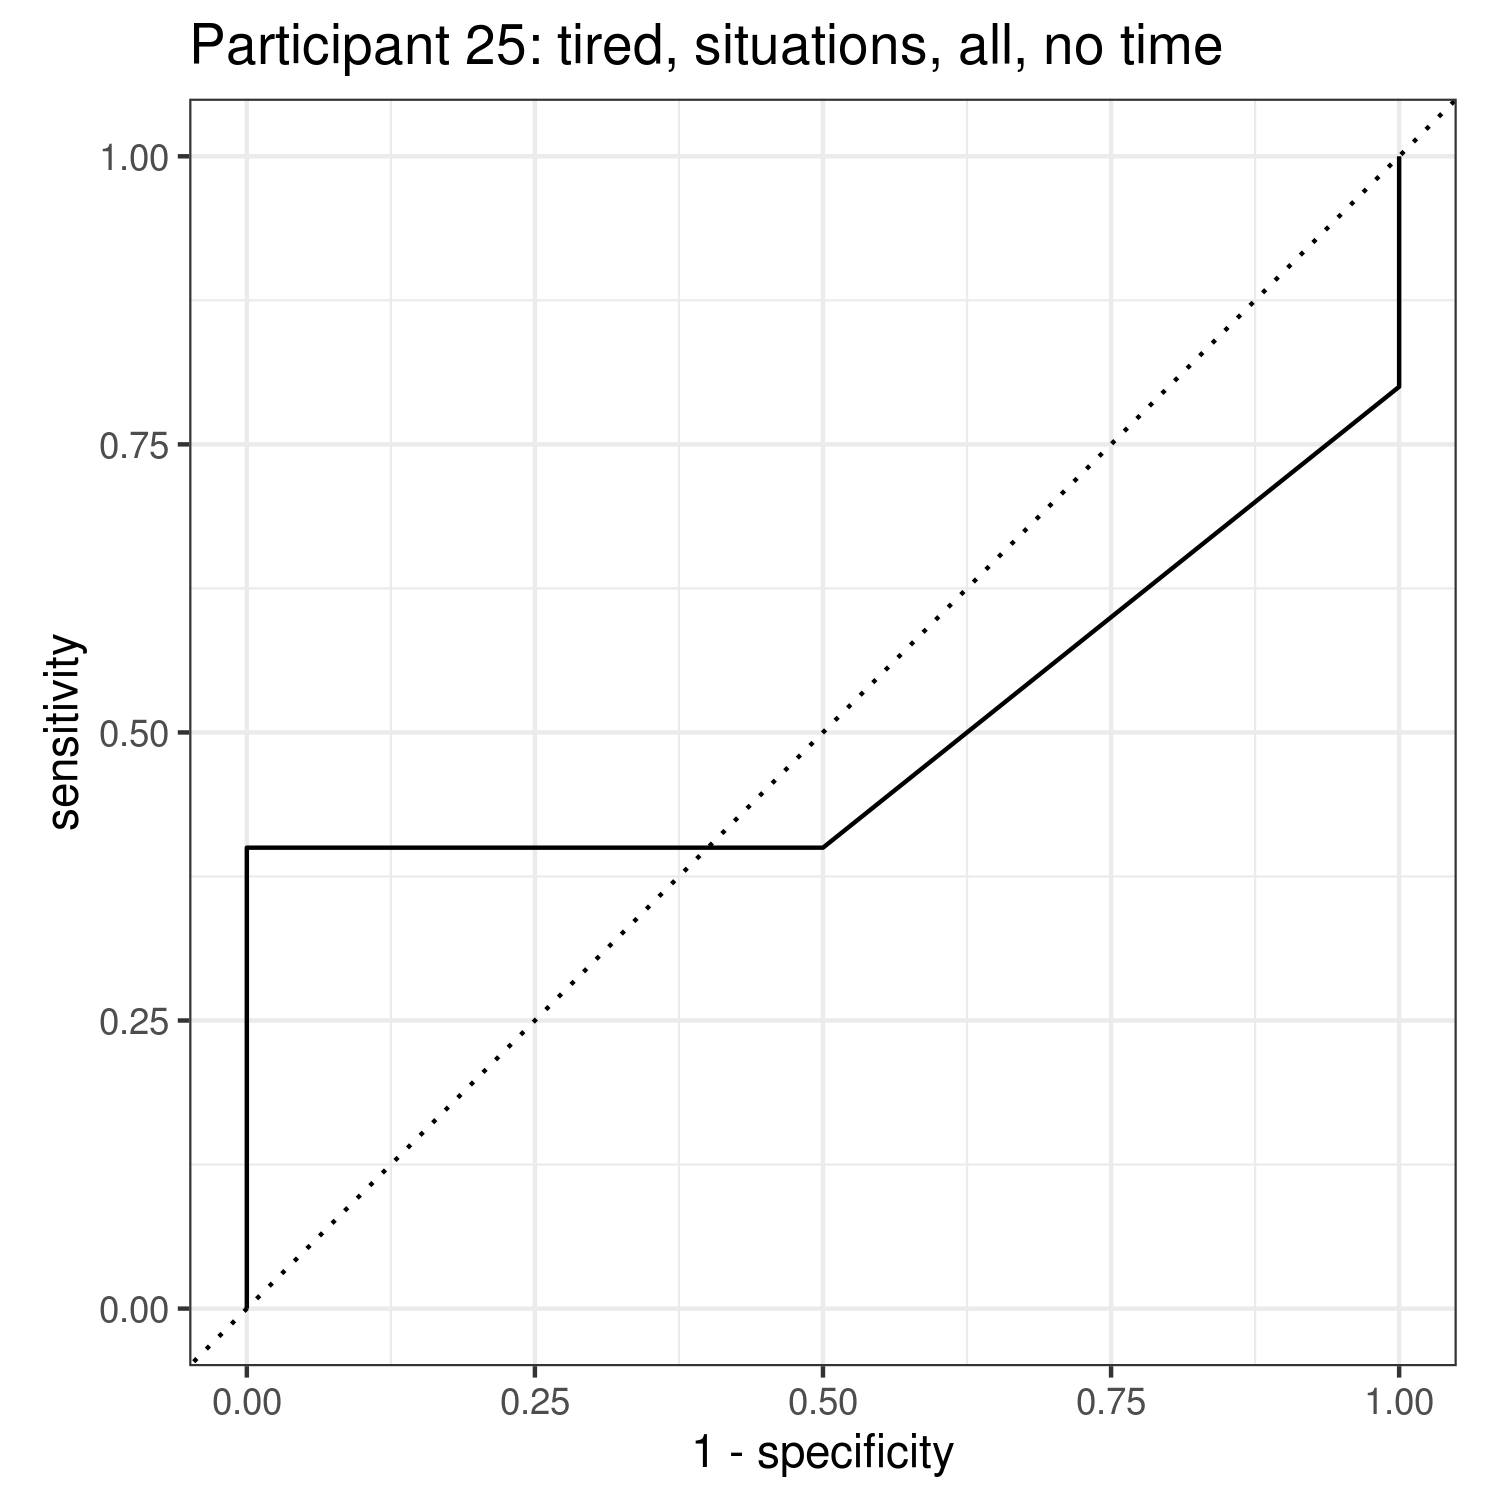 Participant 25: tired, situations, all, no time
1.00
0.75
0.50
0.25
0.00
sensitivity
0.00 0.25 0.50 0.75 1.00
1 - specificity